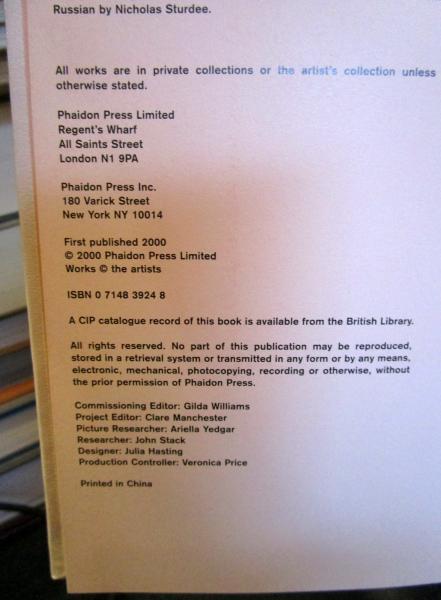 Russian by Nicholas Sturdee.
All works are in private collections or the artist's collection unless
otherwise stated.
Phaidon Press Limited
Regent's Wharf
All Saints Street
London N1 9PA
Phaidon Press Inc.
180 Varick Street
New York NY 10014
First published 2000
© 2000 Phaidon Press Limited
Works © the artists
ISBN 0 7148 3924 8
A CIP catalogue record of this book is available from the British Library.
All rights reserved. No part of this publication may be reproduced,
stored in a retrieval system or transmitted in any form or by any means,
electronic, mechanical, photocopying, recording or otherwise, without
the prior permission of Phaidon Press.
Commissioning Editor: Gilda Williams
Project Editor: Clare Manchester
Picture Researcher: Ariella Yedgar
Researcher: John Stack
Designer: Julia Hasting
Production Controller: Veronica Price
Printed in China